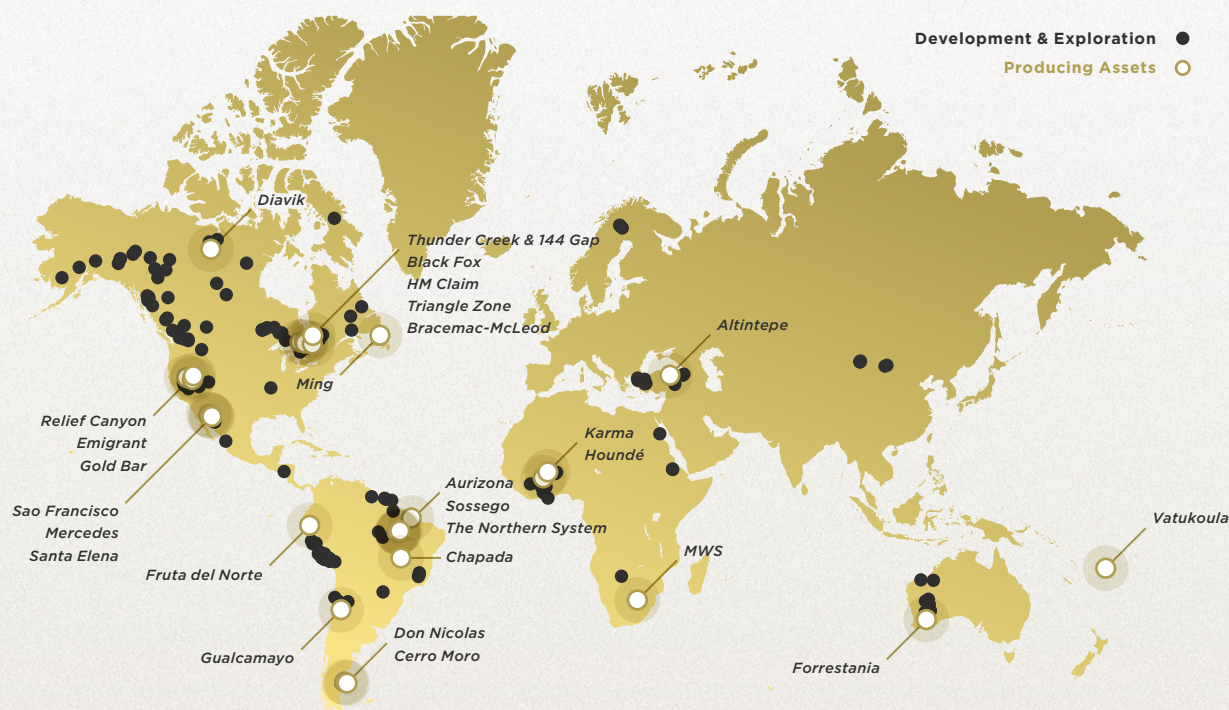 Development & Exploration
Producing Assets
Diavik
Thunder Creek & 144 Gap
Black Fox
HM Claim
Triangle Zone
Bracemac-McLeod
Altintepe
Ming
Relief Canyon
Emigrant
Gold Bar
Karma
Houndé
Aurizona
Sossego
The Northern System
Sao Francisco
Mercedes
Santa Elena
Vatukoula
MWS
Chapada
Fruta del Norte
Don Nicolas
Cerro Moro
Gualcamayo
Forrestania